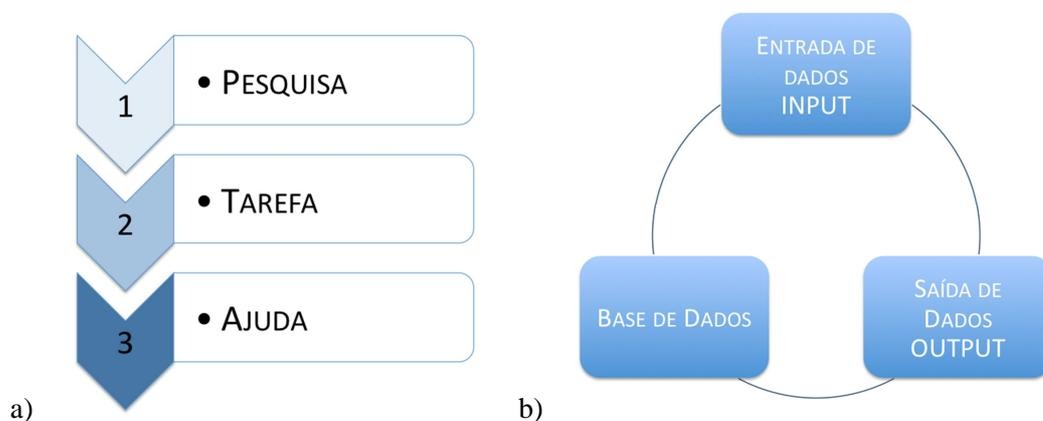 1
• PESQUISA
2
• TAREFA
3
• AJUDA
a)
ENTRADA DE
DADOS
INPUT
BASE DE DADOS
SAÍDA DE
DADOS
OUTPUT
b)